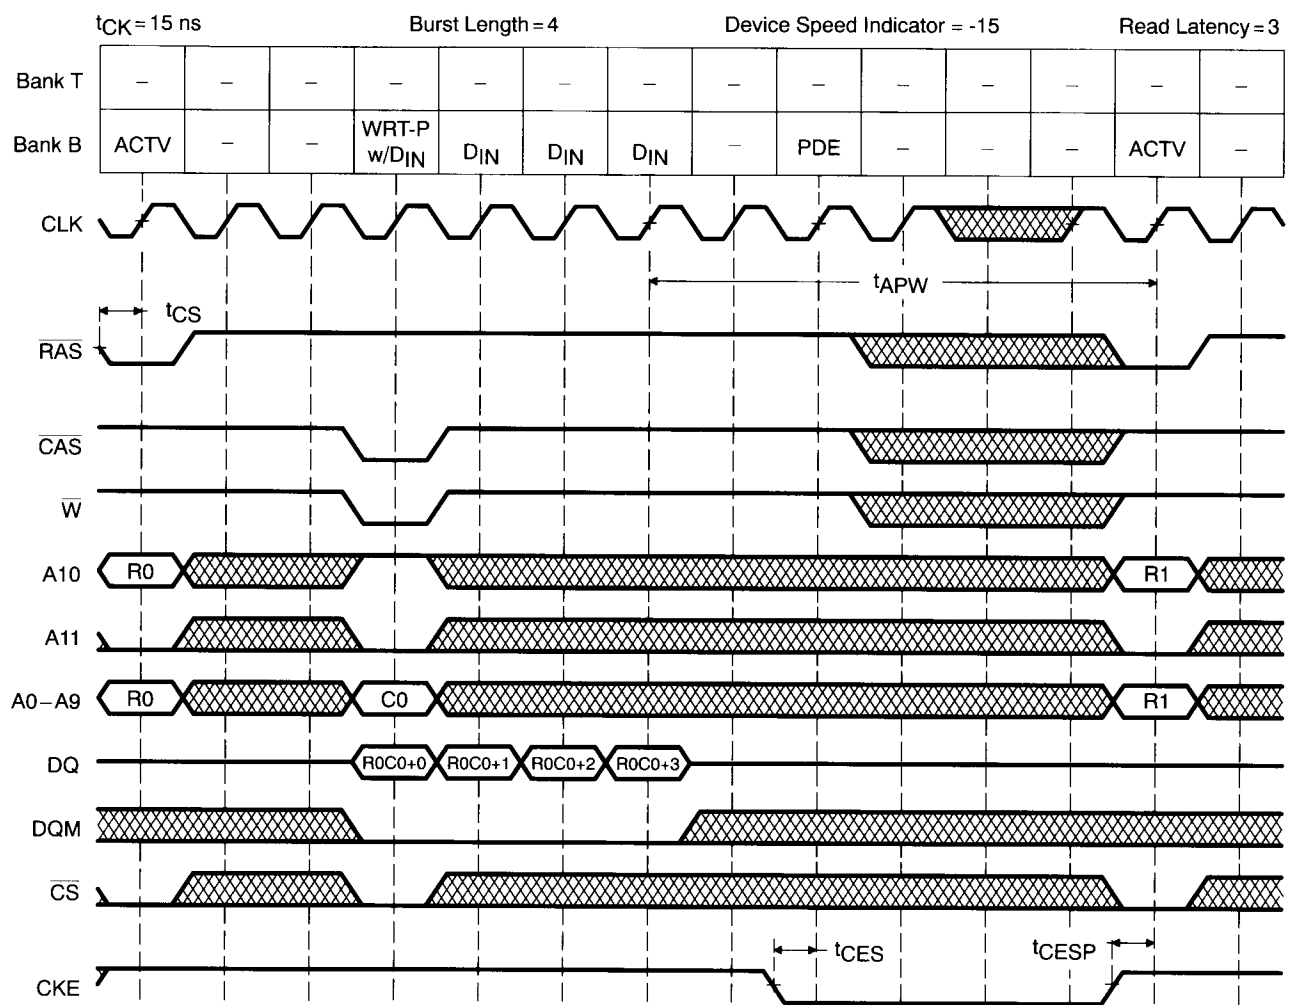 tCK = 15 ns Burst Length = 4 Device Speed Indicator = -15 Read Latency = 3
Bank T – – – – – – – – – – – – – –
Bank B ACTV – – WRT-P w/DIN DIN DIN DIN – PDE – – – ACTV –
CLK
tAPW
tCS
RAS
CAS
W
A10 R0 R1
A11
A0–A9 R0 C0 R1
DQ R0C0+0 R0C0+1 R0C0+2 R0C0+3
DQM
CS
tCES tCESP
CKE